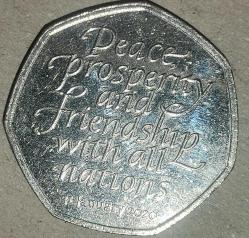 Peace,
prosperity
and
friendship
with all
nations
31 January 2020